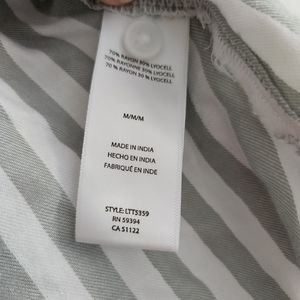 70% RAYON 30% LYOCELL
70% RAYONNE 30% LYOCELL
70 % RAYON 30 % LYOCELL
M/M/M
MADE IN INDIA
HECHO EN INDIA
FABRIQUÉ EN INDE
STYLE: LTT5359
RN 59394
CA 51122